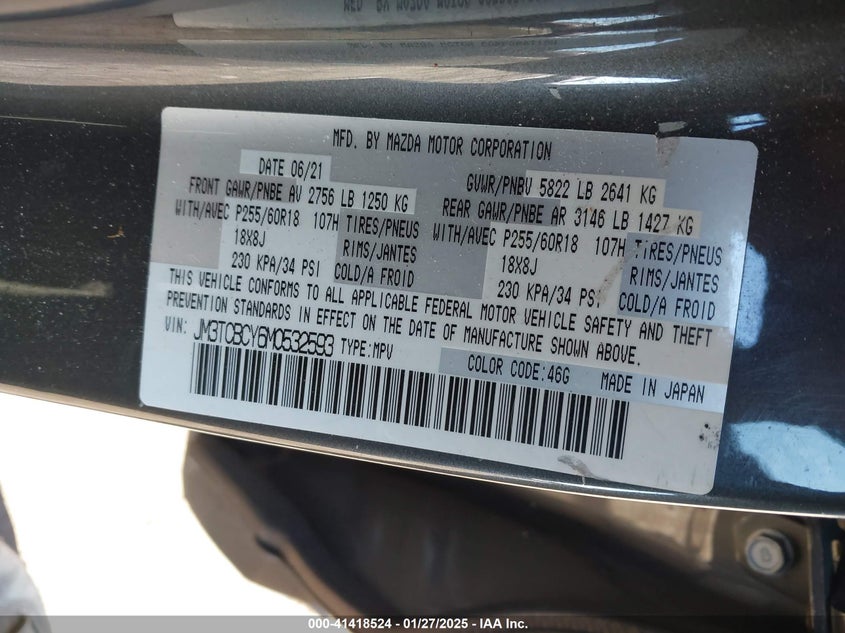 MFD. BY MAZDA MOTOR CORPORATION
DATE 06/21
GVWR/PNBV 5822 LB 2641 KG
FRONT GAWR/PNBE AV 2756 LB 1250 KG
REAR GAWR/PNBE AR 3146 LB 1427 KG
WITH/AVEC P255/60R18 107H TIRES/PNEUS
18X8J RIMS/JANTES
230 KPA/34 PSI COLD/A FROID
WITH/AVEC P255/60R18 107H TIRES/PNEUS
18X8J RIMS/JANTES
230 KPA/34 PSI COLD/A FROID
THIS VEHICLE CONFORMS TO ALL APPLICABLE FEDERAL MOTOR VEHICLE SAFETY AND THEFT
PREVENTION STANDARDS IN EFFECT ON THE DATE OF MANUFACTURE SHOWN ABOVE.
VIN: JM3TCBCY6M0532593 TYPE:MPV
COLOR CODE:46G MADE IN JAPAN
000-41418524 - 01/27/2025 - IAA Inc.